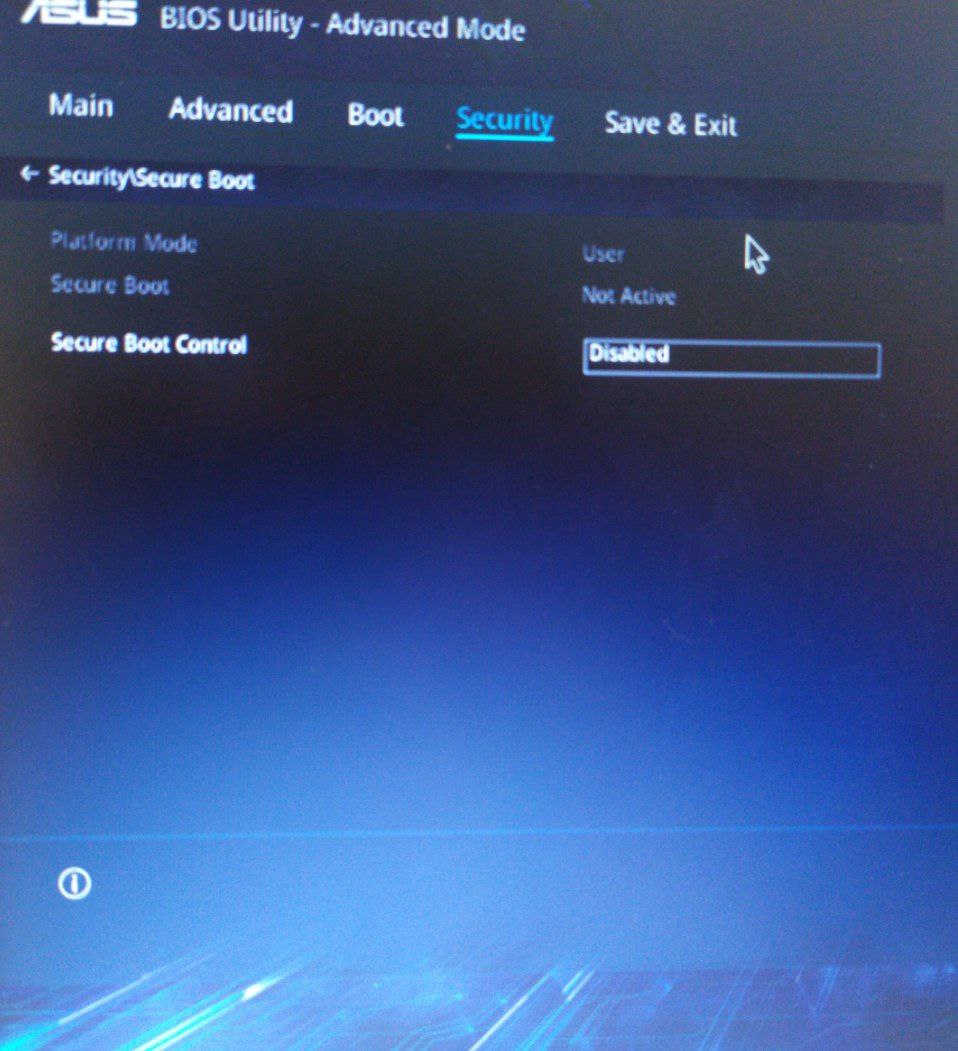 ASUS BIOS Utility - Advanced Mode
Main Advanced Boot Security Save & Exit
← Security\Secure Boot
Platform Mode User
Secure Boot Not Active
Secure Boot Control Disabled